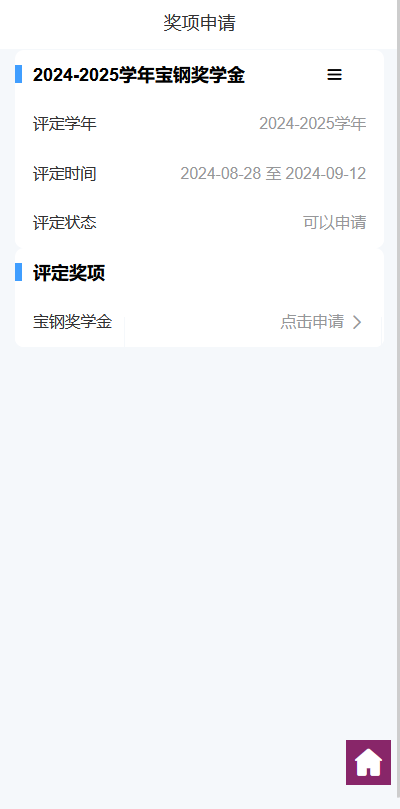 奖项申请
2024-2025学年宝钢奖学金
评定学年 2024-2025学年
评定时间 2024-08-28 至 2024-09-12
评定状态 可以申请
评定奖项
宝钢奖学金 点击申请